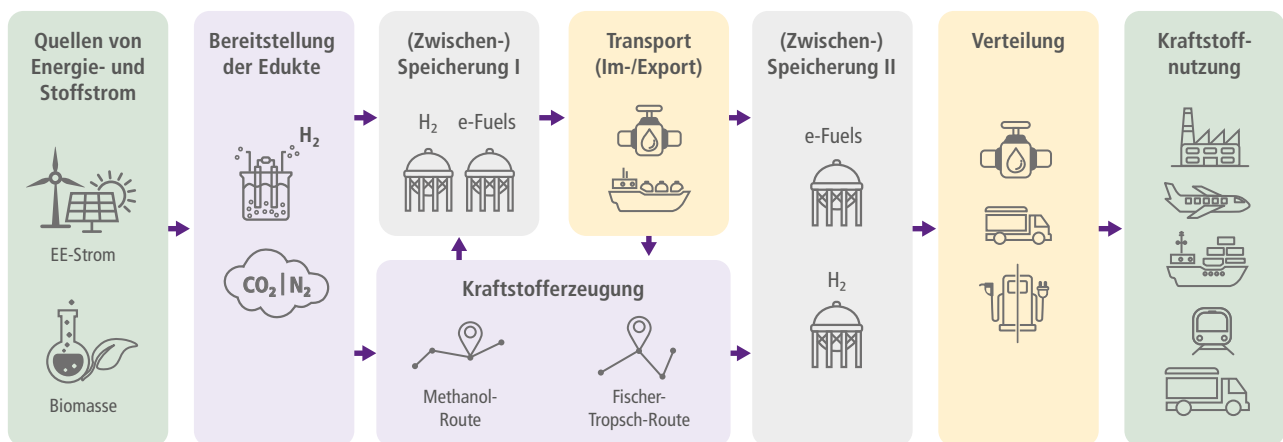 Quellen von
Energie- und
Stoffstrom
EE-Strom
Biomasse
Bereitstellung
der Edukte
H₂
CO₂|N₂
(Zwischen-)
Speicherung I
H₂ e-Fuels
Transport
(Im-/Export)
Kraftstofferzeugung
Methanol-
Route
Fischer-
Tropsch-Route
(Zwischen-)
Speicherung II
e-Fuels
H₂
Verteilung
Kraftstoff-
nutzung